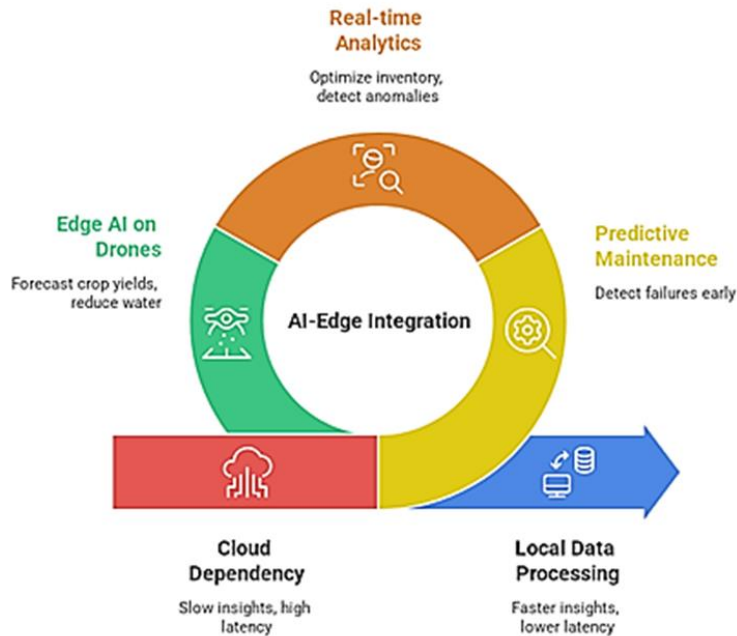 Real-time
Analytics
Optimize inventory,
detect anomalies
Edge AI on
Drones
Forecast crop yields,
reduce water
Predictive
Maintenance
Detect failures early
AI-Edge Integration
Cloud
Dependency
Slow insights, high
latency
Local Data
Processing
Faster insights,
lower latency